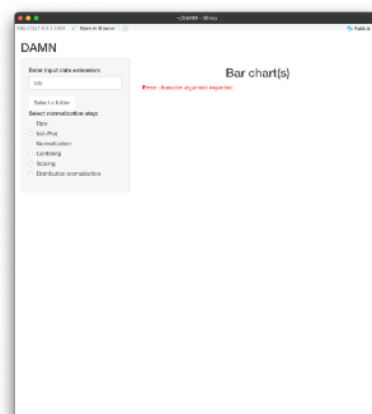 ~/DAMN - Shiny
Open in Browser
Publish
DAMN
Bar chart(s)
Enter input data extension:
Error: character argument expected
Select a folder
Select normalization step:
Raw
MA-Plot
Normalization
Centering
Scaling
Distribution normalization